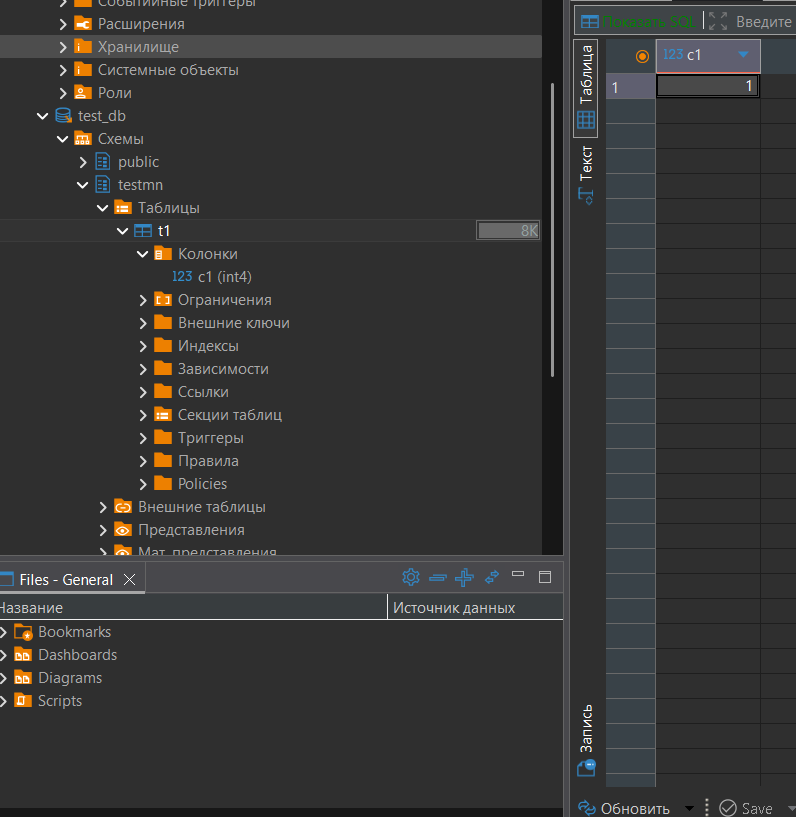 Событийные триггеры
Расширения
Хранилище
Системные объекты
Роли
test_db
Схемы
public
testmn
Таблицы
t1 8K
Колонки
123 c1 (int4)
Ограничения
Внешние ключи
Индексы
Зависимости
Ссылки
Секции таблиц
Триггеры
Правила
Policies
Внешние таблицы
Представления
Мат. представления
Files - General
Название Источник данных
Bookmarks
Dashboards
Diagrams
Scripts
Показать SQL Введите
Таблица
Текст
Запись
123 c1
1 1
Обновить Save